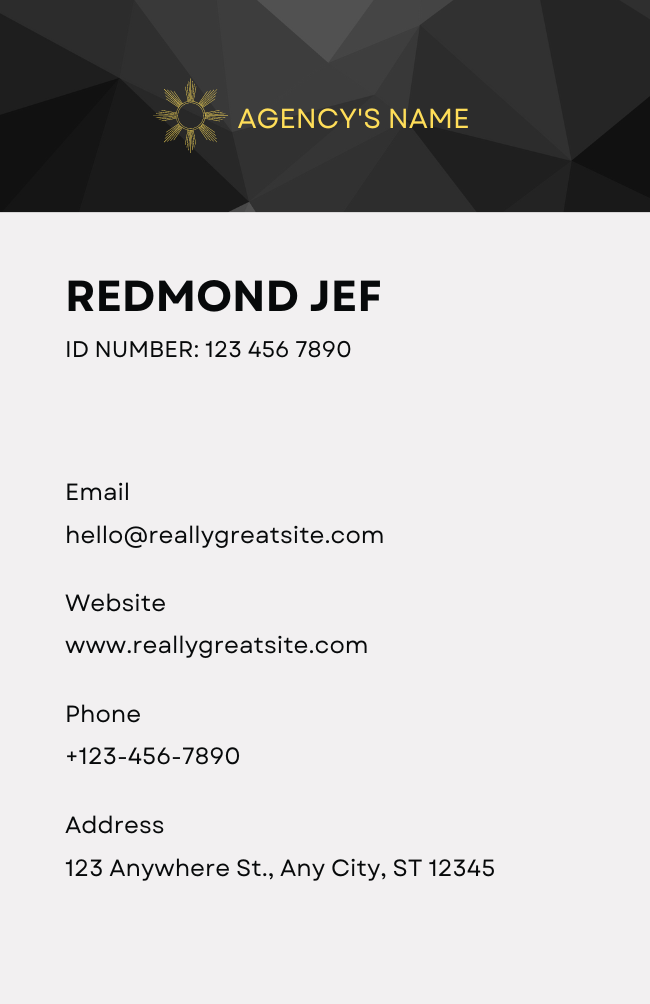 AGENCY'S NAME
REDMOND JEF
ID NUMBER: 123 456 7890
Email
hello@reallygreatsite.com
Website
www.reallygreatsite.com
Phone
+123-456-7890
Address
123 Anywhere St., Any City, ST 12345